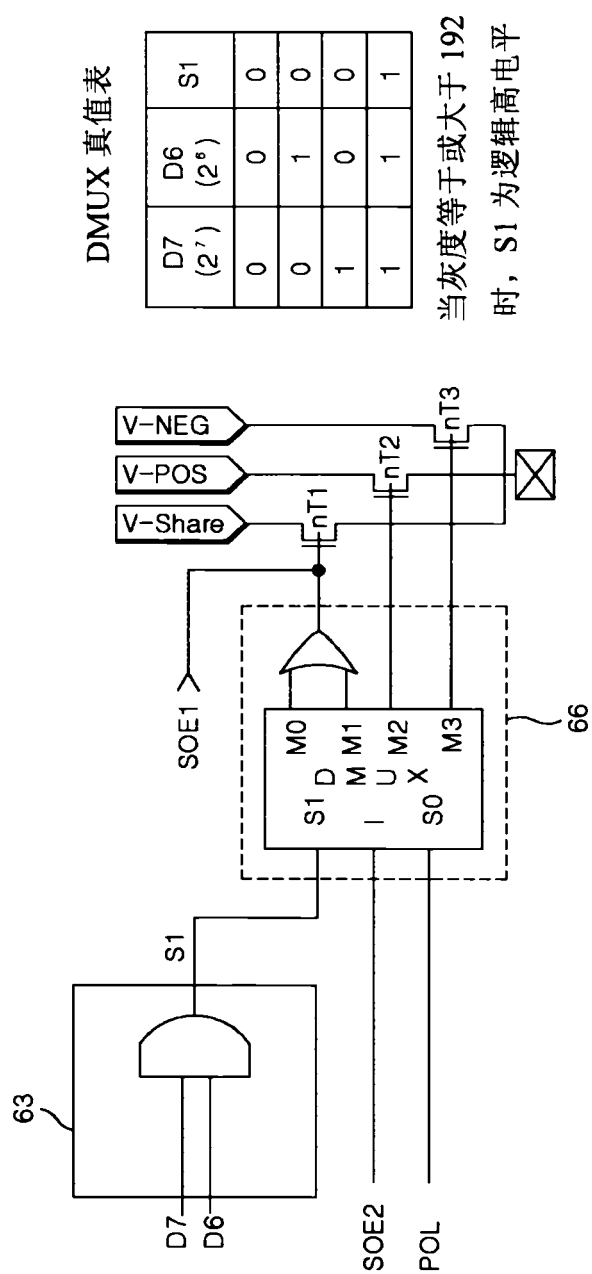 DMUX 真值表
D7 (2⁷) D6 (2⁶) S1
0 0 0
0 1 0
1 0 0
1 1 1
当灰度等于或大于 192
时，S1 为逻辑高电平
V-NEG
V-POS
V-Share
nT1
nT2
nT3
SOE1
M0
M1
M2
M3
S1
I
S0
DMUX
66
S1
63
D7
D6
SOE2
POL